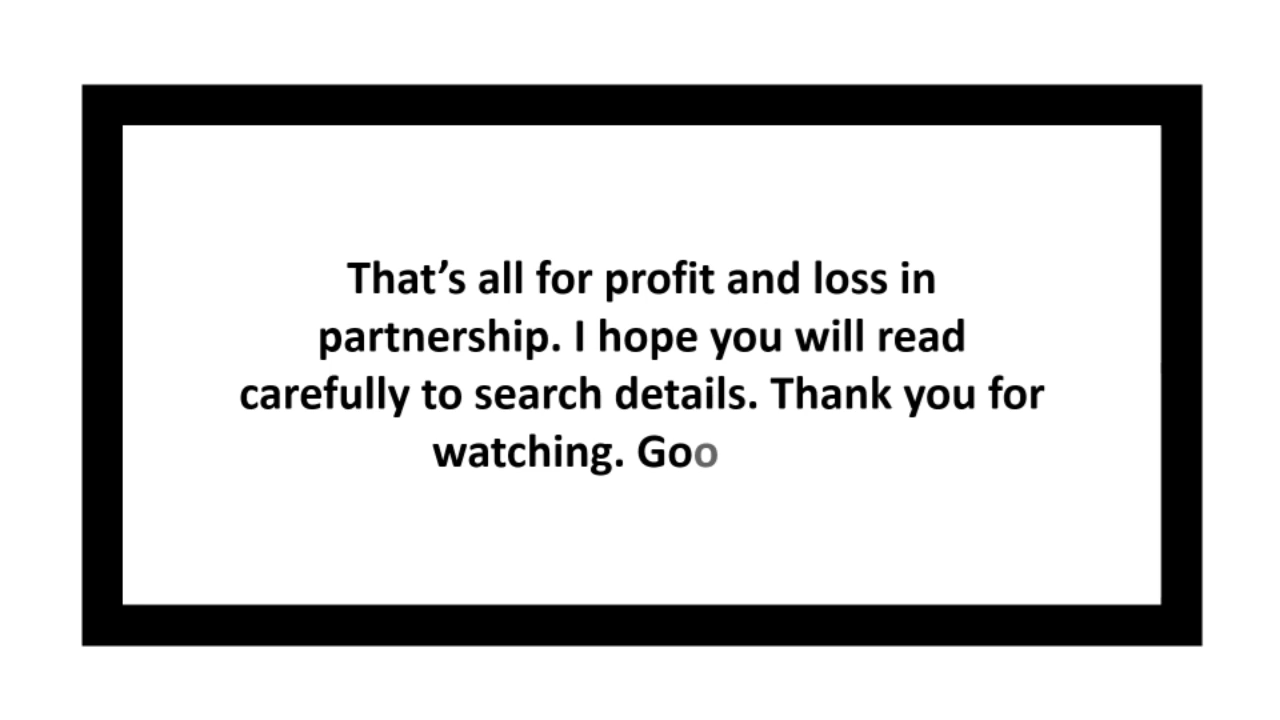 That’s all for profit and loss in
partnership. I hope you will read
carefully to search details. Thank you for
watching. Goo